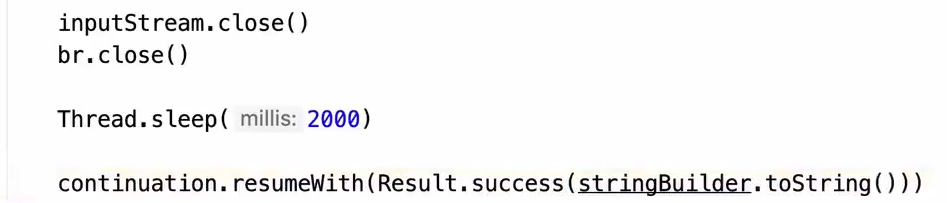 inputStream.close()
br.close()
Thread.sleep( millis: 2000)
continuation.resumeWith(Result.success(stringBuilder.toString()))